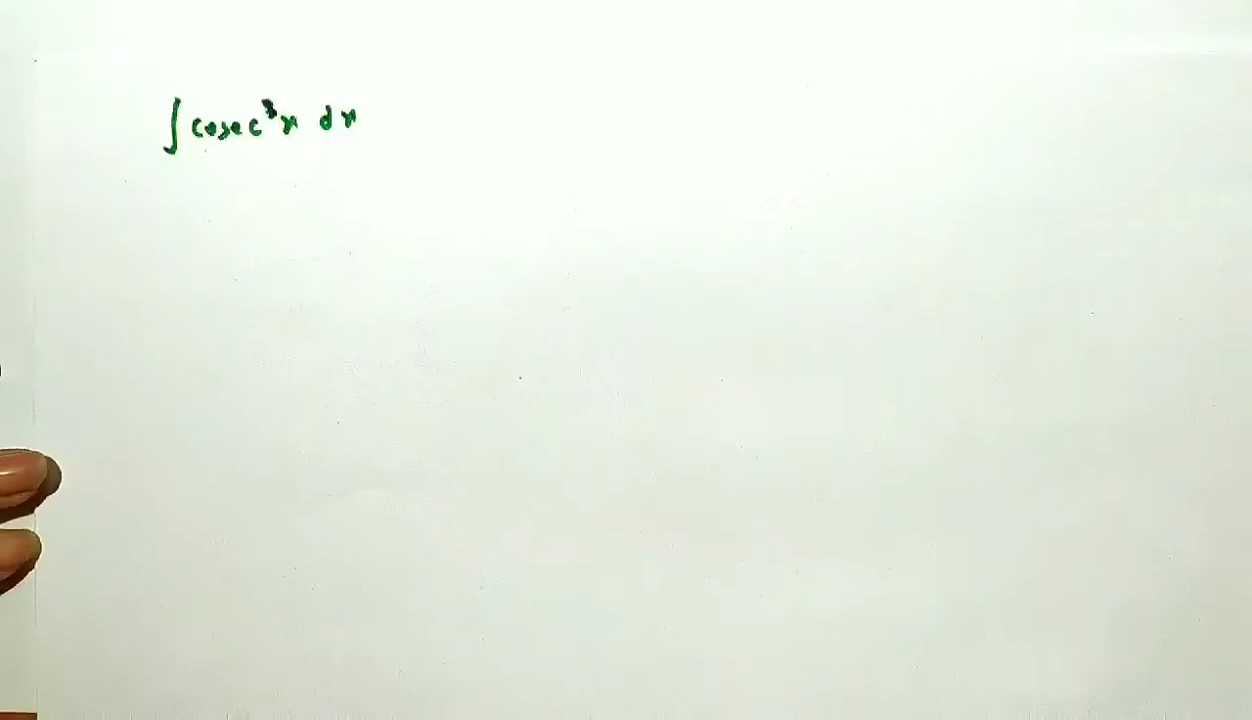 ∫ cosec³x dx